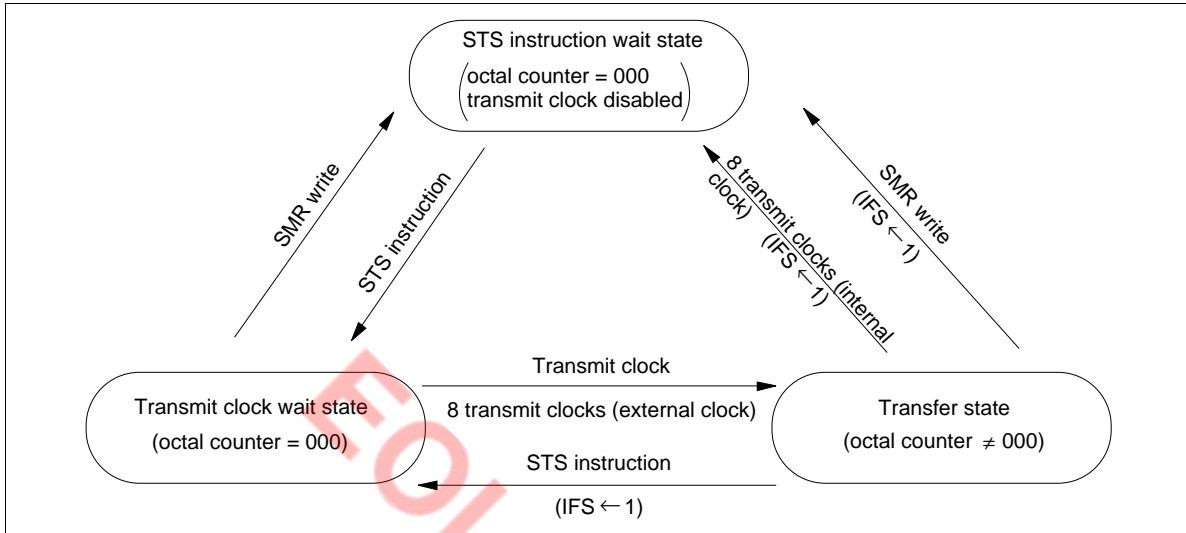 STS instruction wait state
octal counter = 000
transmit clock disabled
SMR write
STS instruction
8 transmit clocks (internal
clock) (IFS ← 1)
SMR write
(IFS ← 1)
Transmit clock wait state
(octal counter = 000)
Transmit clock
8 transmit clocks (external clock)
STS instruction
(IFS ← 1)
Transfer state
(octal counter ≠ 000)